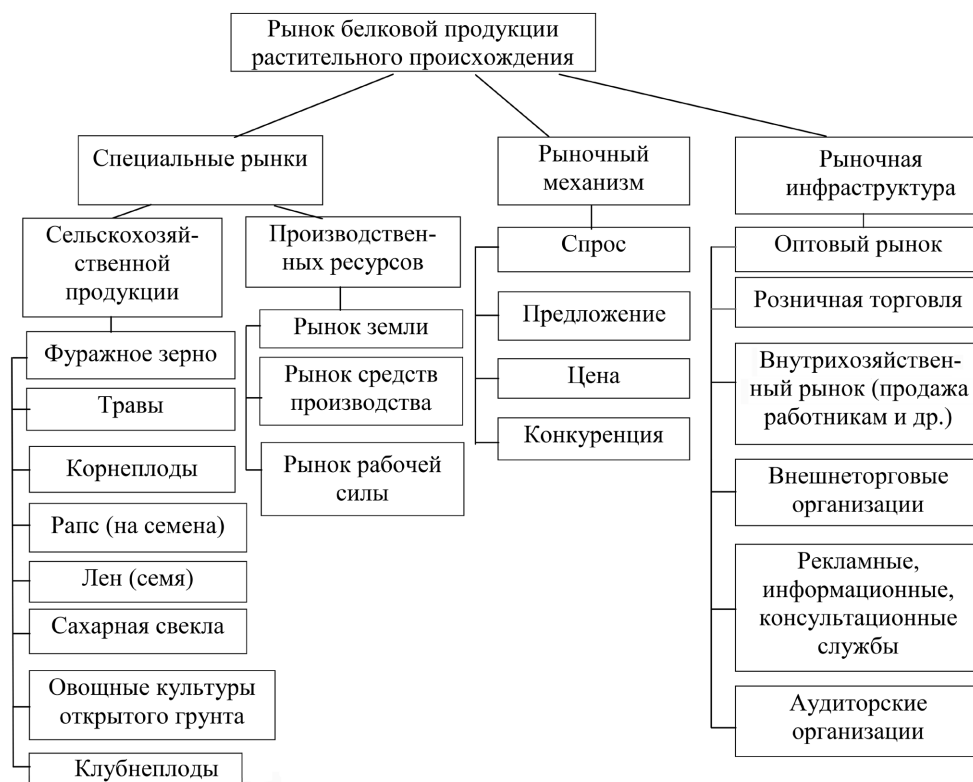 Рынок белковой продукции
растительного происхождения
Специальные рынки
Рыночный
механизм
Рыночная
инфраструктура
Сельскохозяй-
ственной
продукции
Производствен-
ных ресурсов
Спрос
Предложение
Цена
Конкуренция
Оптовый рынок
Розничная торговля
Внутрихозяйствен-
ный рынок (продажа
работникам и др.)
Внешнеторговые
организации
Рекламные,
информационные,
консультационные
службы
Аудиторские
организации
Рынок земли
Рынок средств
производства
Рынок рабочей
силы
Фуражное зерно
Травы
Корнеплоды
Рапс (на семена)
Лен (семя)
Сахарная свекла
Овощные культуры
открытого грунта
Клубнеплоды